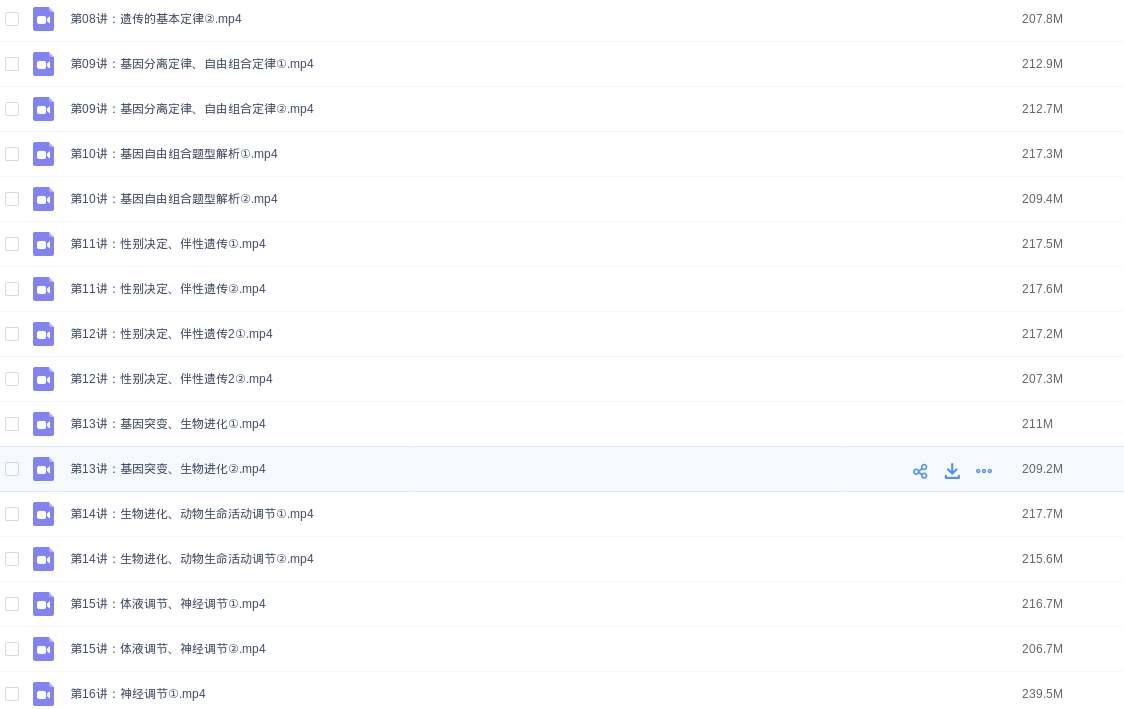 第08讲：遗传的基本定律②.mp4 207.8M
第09讲：基因分离定律、自由组合定律①.mp4 212.9M
第09讲：基因分离定律、自由组合定律②.mp4 212.7M
第10讲：基因自由组合题型解析①.mp4 217.3M
第10讲：基因自由组合题型解析②.mp4 209.4M
第11讲：性别决定、伴性遗传①.mp4 217.5M
第11讲：性别决定、伴性遗传②.mp4 217.6M
第12讲：性别决定、伴性遗传2①.mp4 217.2M
第12讲：性别决定、伴性遗传2②.mp4 207.3M
第13讲：基因突变、生物进化①.mp4 211M
第13讲：基因突变、生物进化②.mp4 209.2M
第14讲：生物进化、动物生命活动调节①.mp4 217.7M
第14讲：生物进化、动物生命活动调节②.mp4 215.6M
第15讲：体液调节、神经调节①.mp4 216.7M
第15讲：体液调节、神经调节②.mp4 206.7M
第16讲：神经调节①.mp4 239.5M